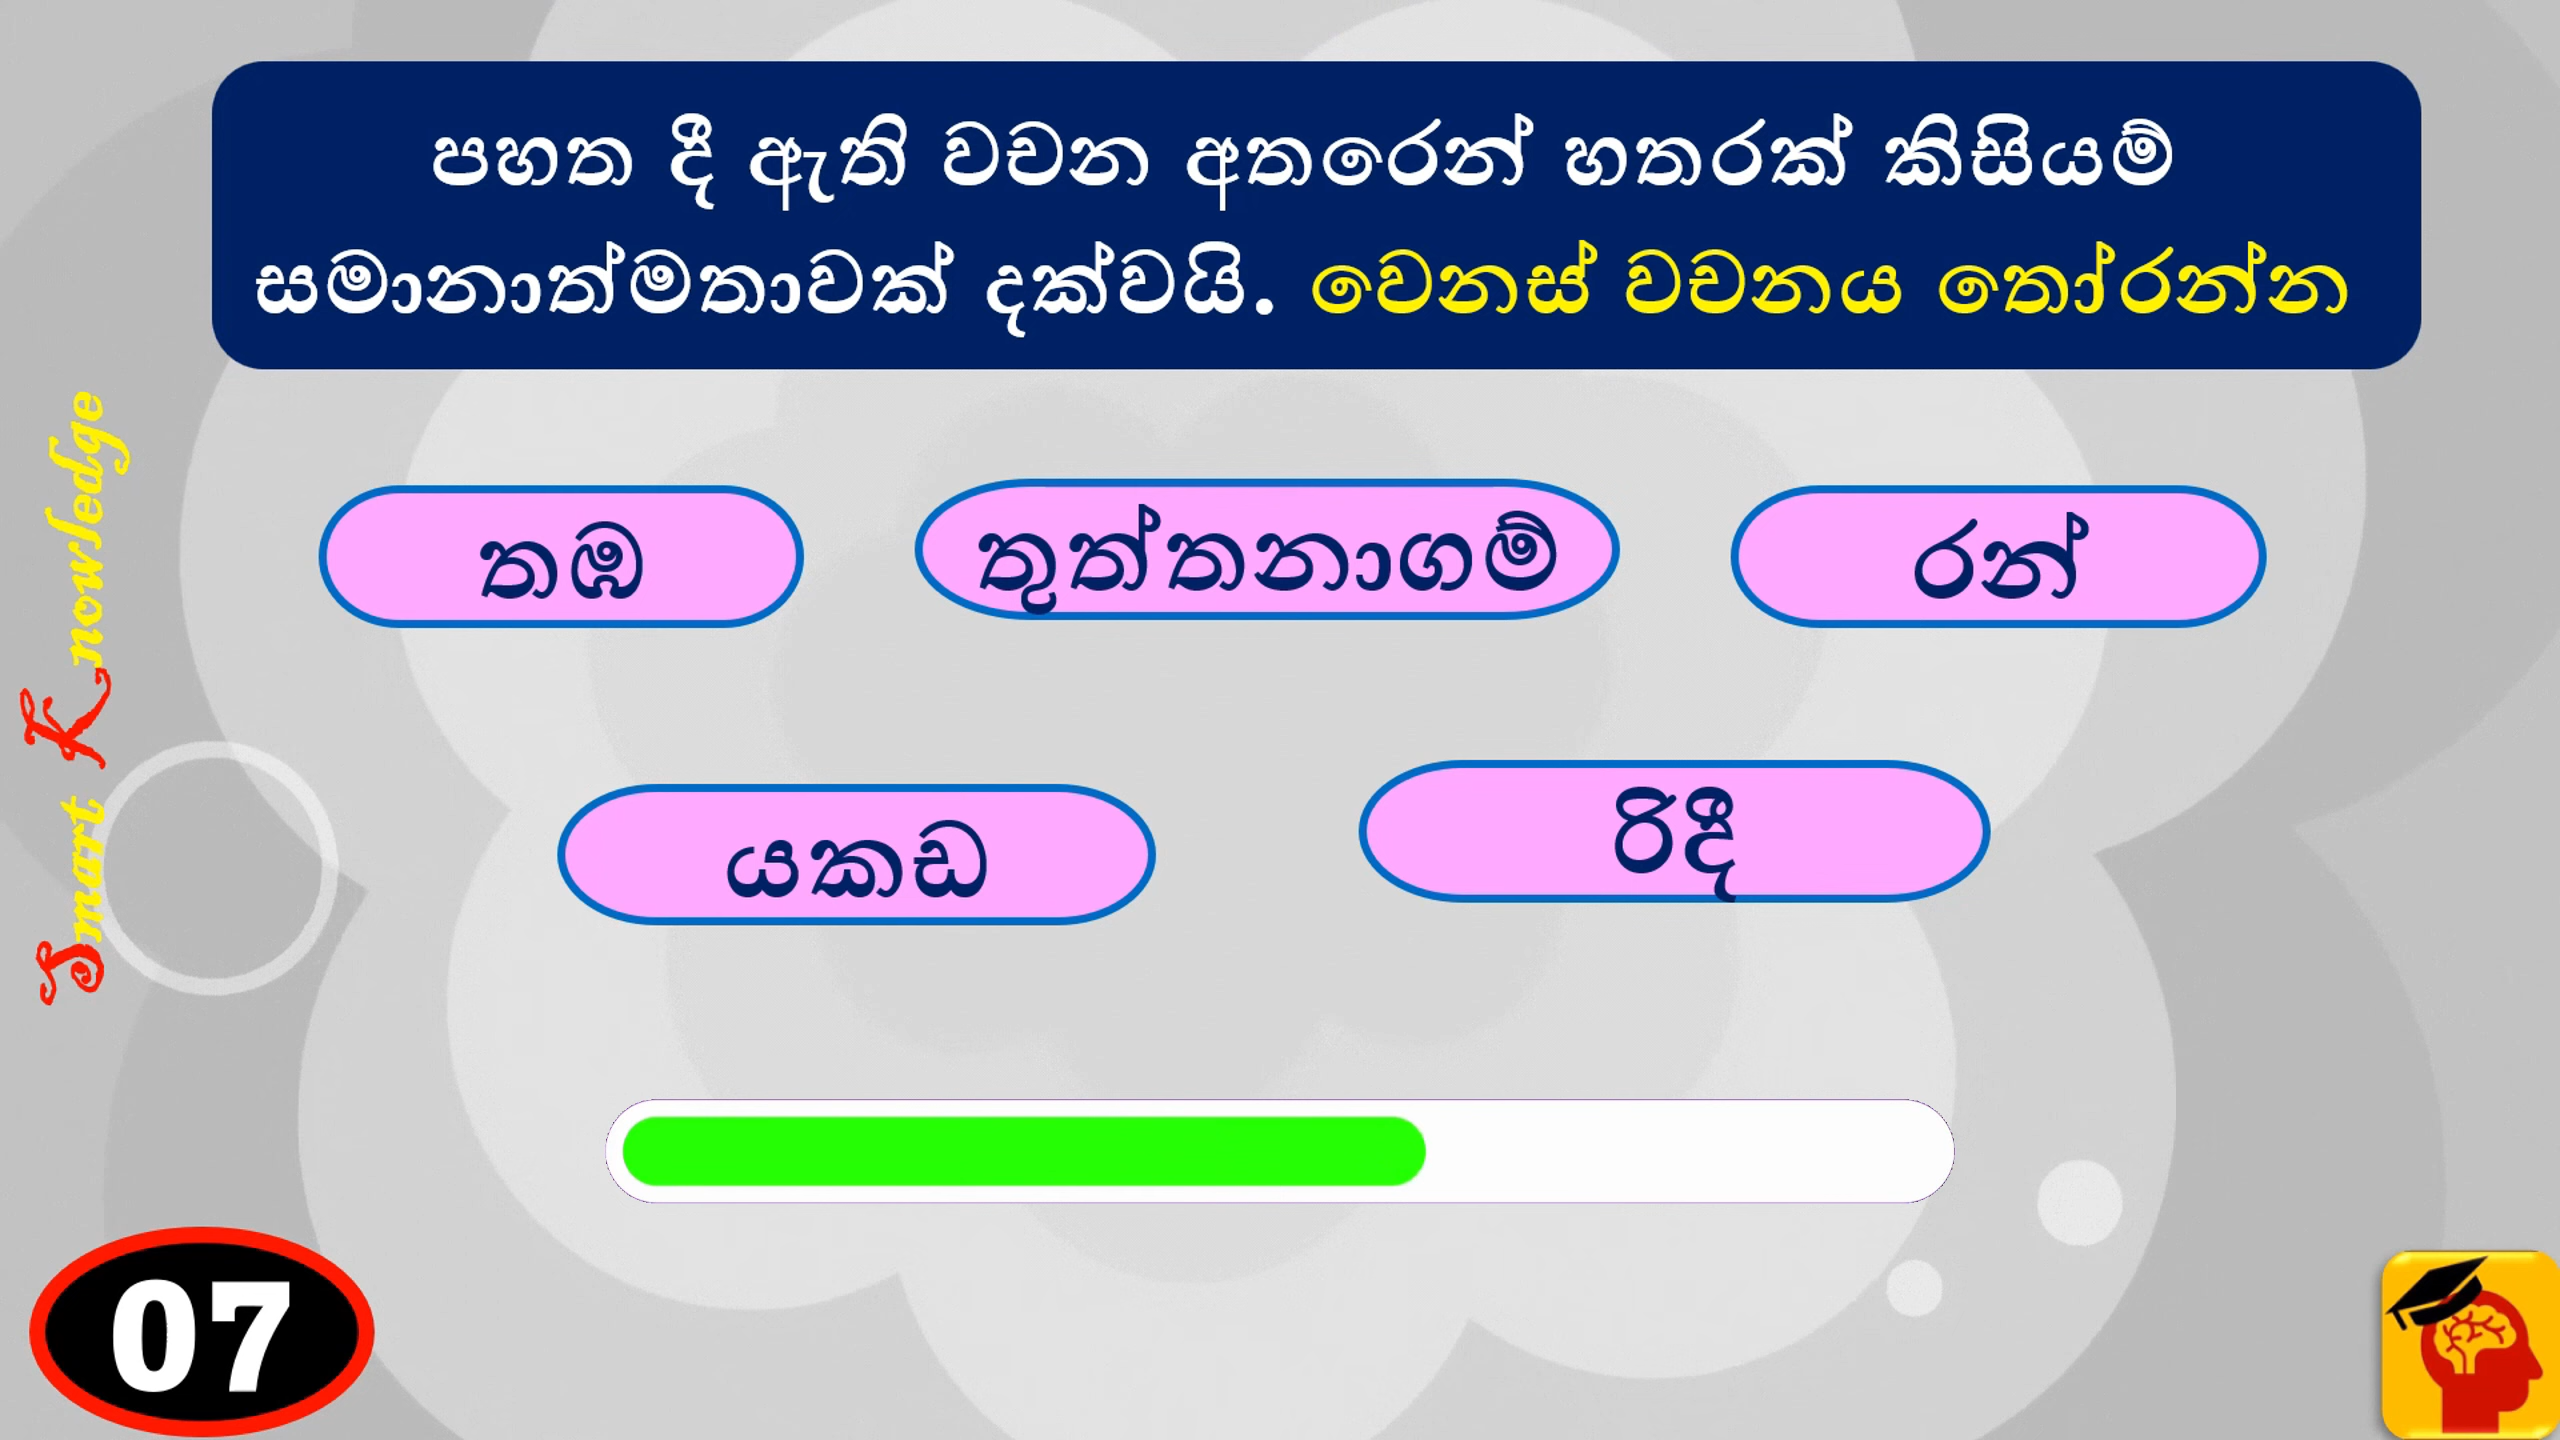 පහත දී ඇති වචන අතරෙන් හතරක් කිසියම්
සමානාත්මතාවක් දක්වයි. වෙනස් වචනය තෝරන්න
තඹ
තුත්තනාගම්
රන්
යකඩ
රිදී
Smart Knowledge
07